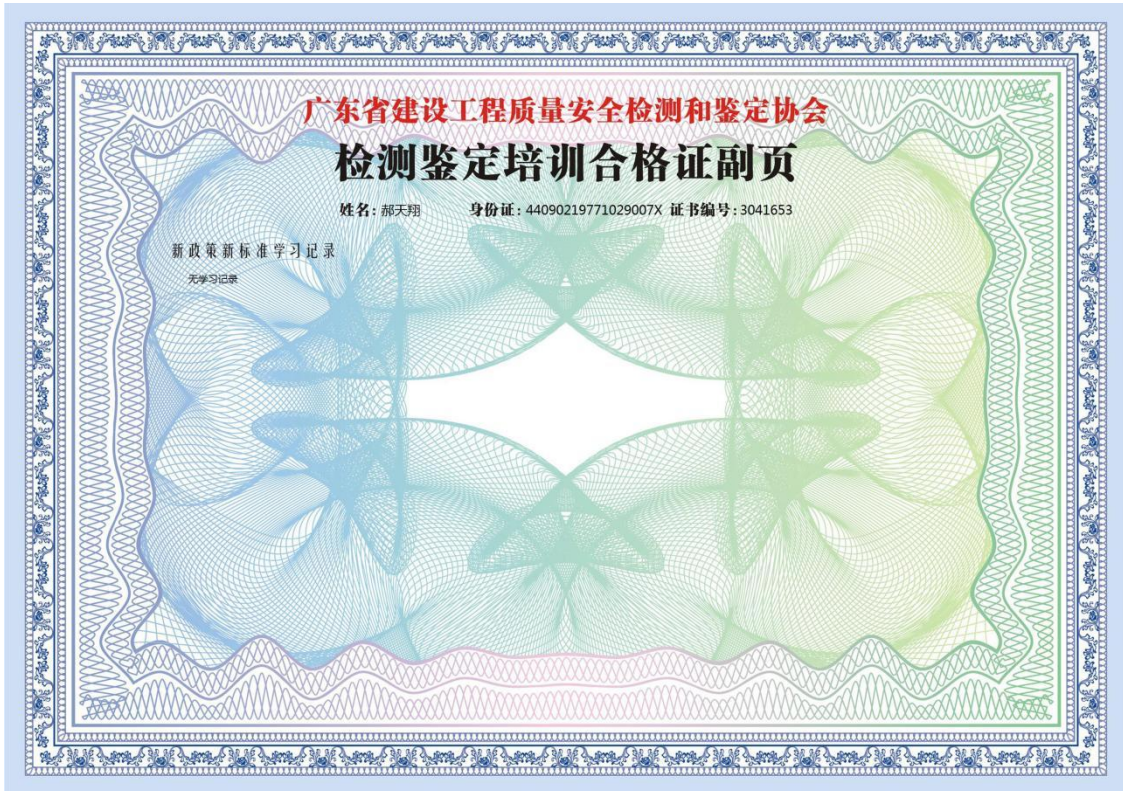 广东省建设工程质量安全检测和鉴定协会
检测鉴定培训合格证副页
姓名：郝天翔 身份证：44090219771029007X 证书编号：3041653
新政策新标准学习记录
无学习记录